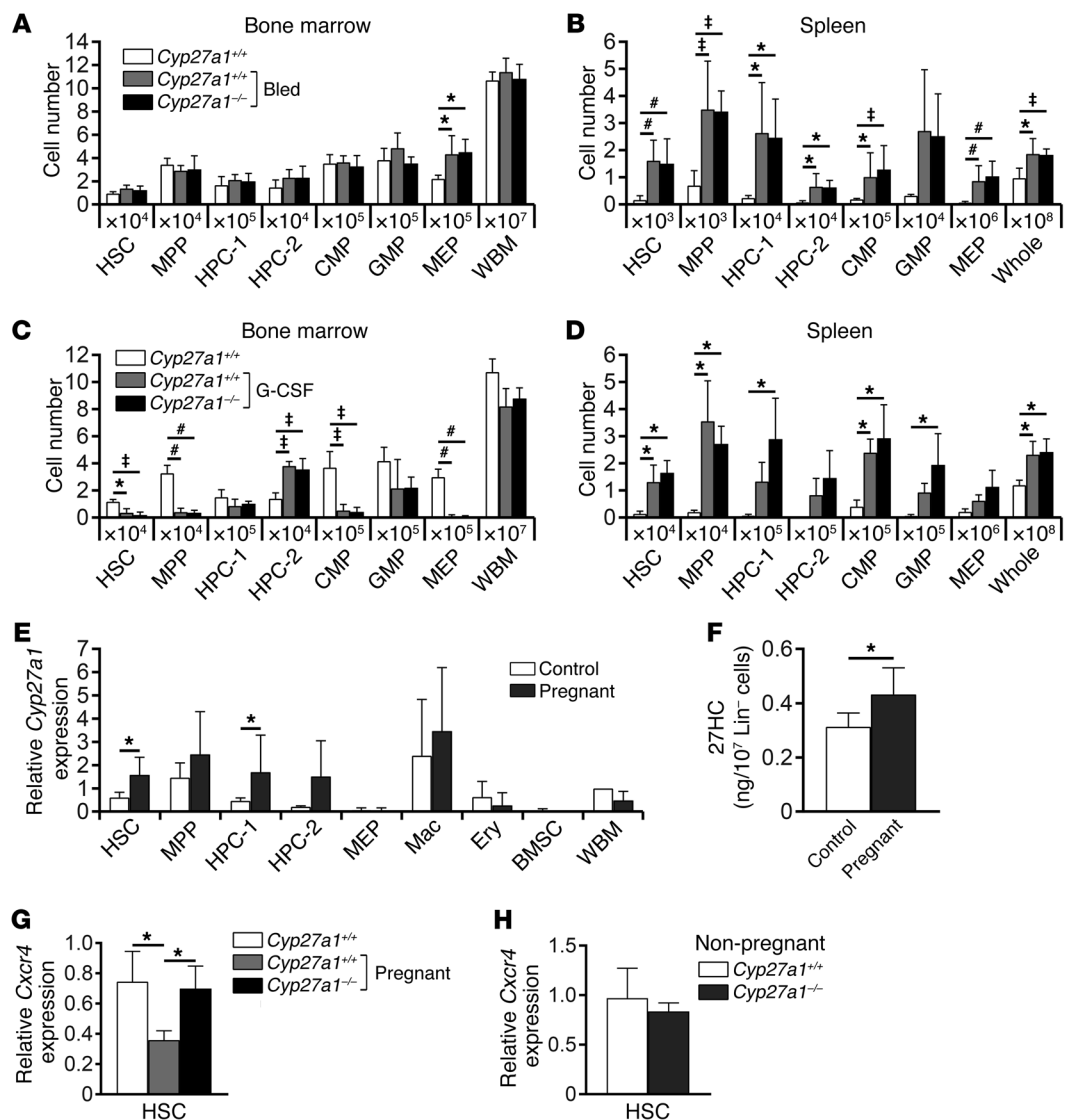 A
Bone marrow
Cell number
14
12
10
8
6
4
2
0
Cyp27a1+/+
Cyp27a1+/+
Cyp27a1−/−
Bled
*
*
×10⁴ ×10⁴ ×10⁵ ×10⁴ ×10⁵ ×10⁵ ×10⁵ ×10⁷
HSC MPP HPC-1 HPC-2 CMP GMP MEP WBM
B
Spleen
Cell number
6
5
4
3
2
1
0
# # ‡ ‡ * * * * ‡ * # # ‡ *
×10³ ×10³ ×10⁴ ×10⁴ ×10⁵ ×10⁴ ×10⁶ ×10⁸
HSC MPP HPC-1 HPC-2 CMP GMP MEP Whole
C
Bone marrow
Cell number
12
10
8
6
4
2
0
Cyp27a1+/+
Cyp27a1+/+
Cyp27a1−/−
G-CSF
‡ * # # ‡ ‡ ‡ ‡ # #
×10⁴ ×10⁴ ×10⁵ ×10⁴ ×10⁵ ×10⁵ ×10⁵ ×10⁷
HSC MPP HPC-1 HPC-2 CMP GMP MEP WBM
D
Spleen
Cell number
6
5
4
3
2
1
0
* * * * * * * * * *
×10⁴ ×10⁴ ×10⁵ ×10⁵ ×10⁵ ×10⁵ ×10⁶ ×10⁸
HSC MPP HPC-1 HPC-2 CMP GMP MEP Whole
E
Relative Cyp27a1
expression
7
6
5
4
3
2
1
0
Control
Pregnant
* *
HSC MPP HPC-1 HPC-2 MEP Mac Ery BMSC WBM
F
27HC
(ng/10⁷ Lin⁻ cells)
0.6
0.4
0.2
0
*
Control Pregnant
G
Relative Cxcr4
expression
1.0
0.8
0.6
0.4
0.2
0
* *
HSC
Cyp27a1+/+
Cyp27a1+/+
Cyp27a1−/−
Pregnant
H
Relative Cxcr4
expression
1.5
1.0
0.5
0
HSC
Non-pregnant
Cyp27a1+/+
Cyp27a1−/−